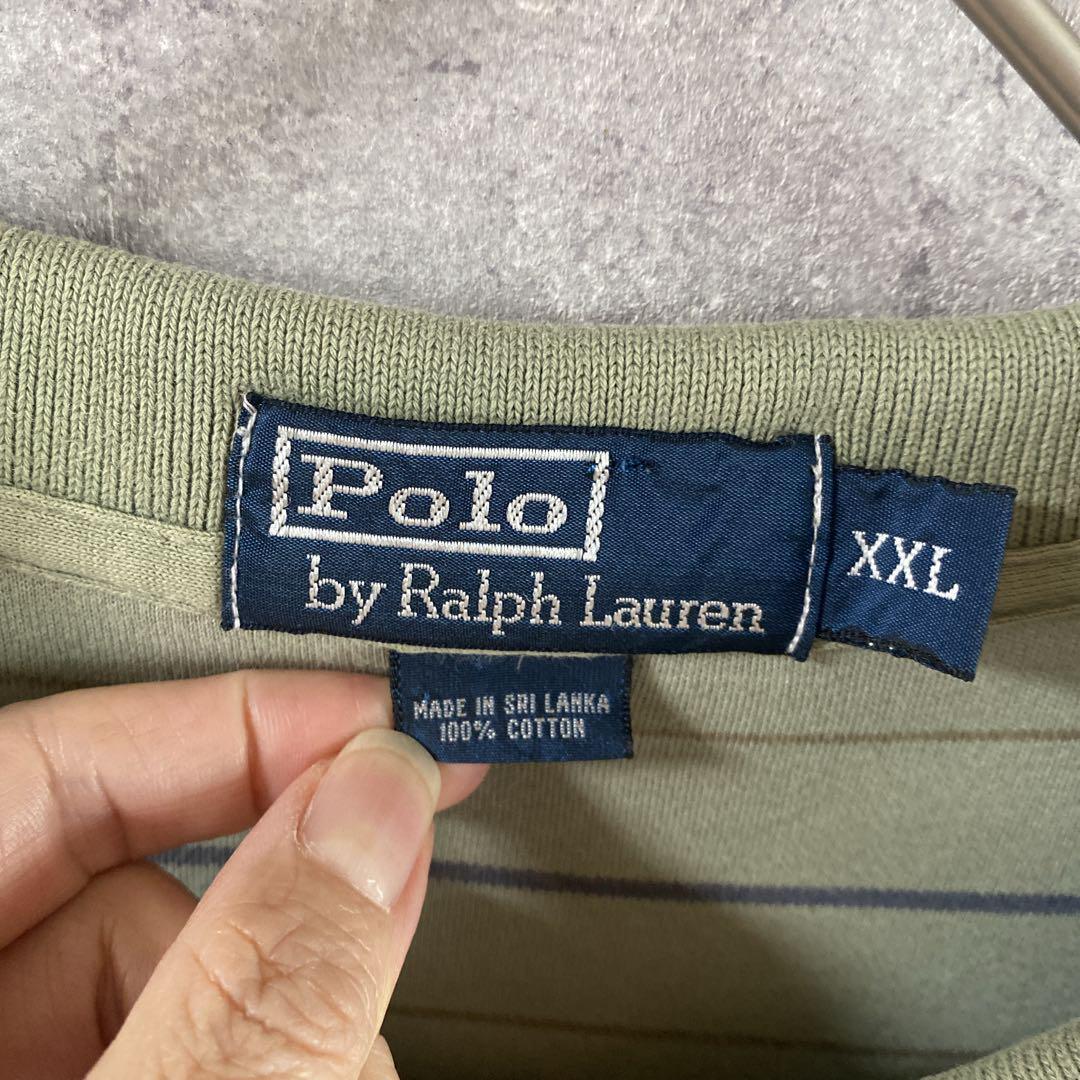 Polo
by Ralph Lauren
XXL
MADE IN SRI LANKA
100% COTTON